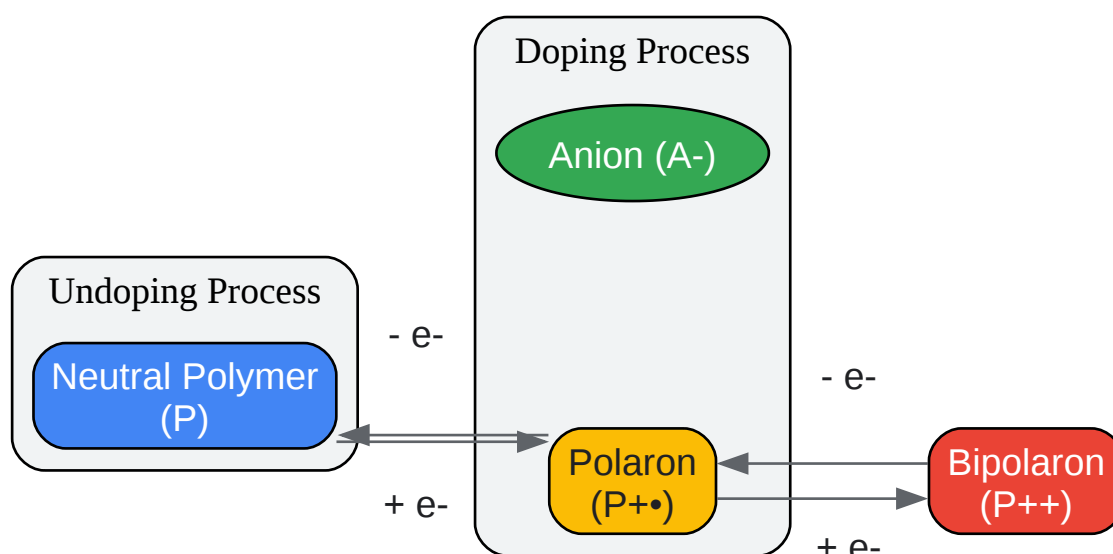 Doping Process
Anion (A-)
Undoping Process
Neutral Polymer
(P)
- e-
+ e-
Polaron
(P+•)
- e-
Bipolaron
(P++)
+ e-